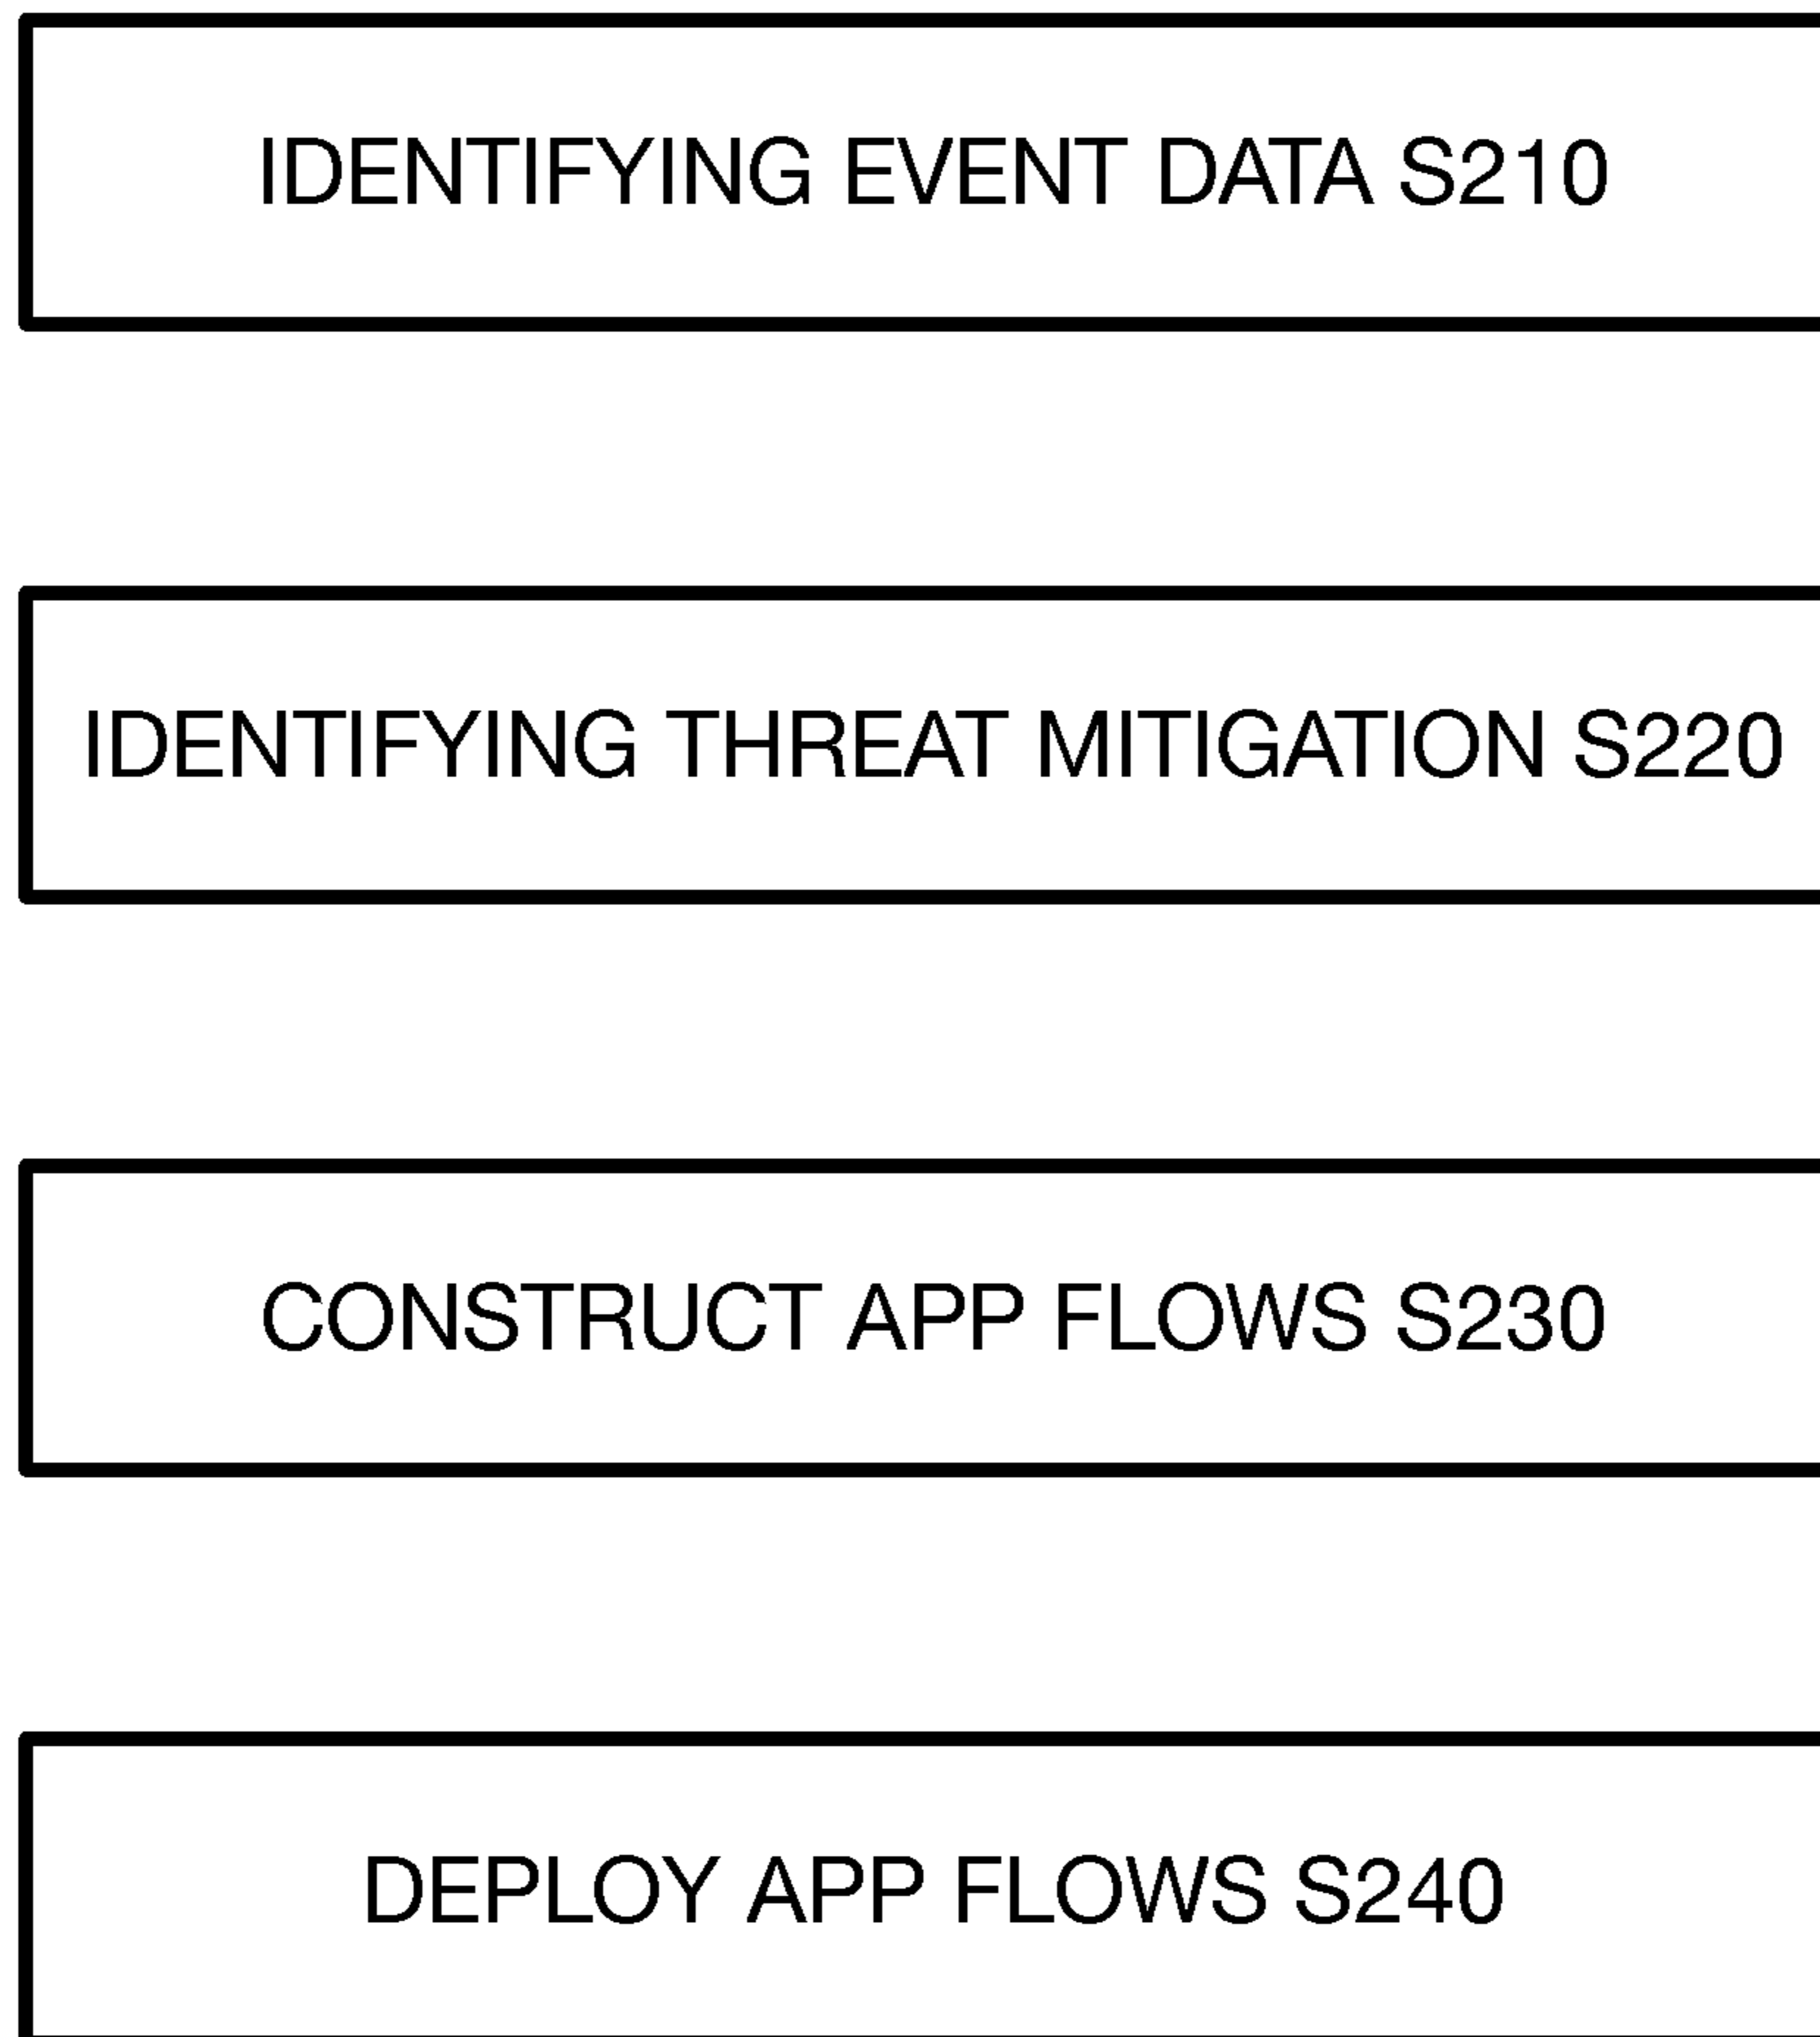 IDENTIFYING EVENT DATA S210
IDENTIFYING THREAT MITIGATION S220
CONSTRUCT APP FLOWS S230
DEPLOY APP FLOWS S240